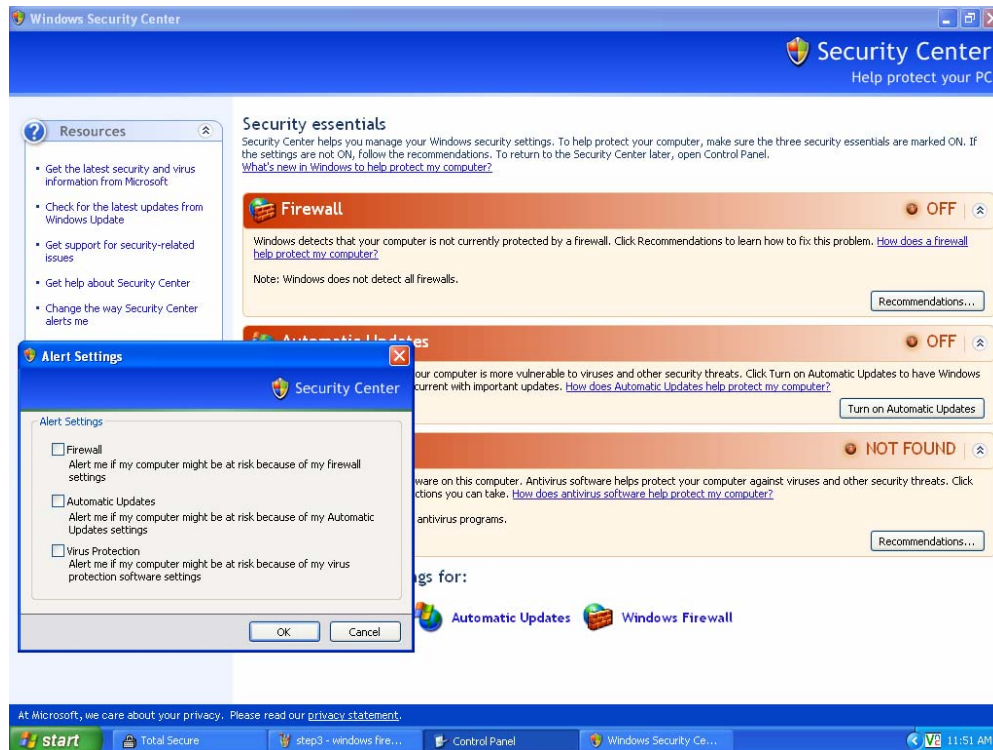 Windows Security Center
Security Center
Help protect your PC
Resources
Get the latest security and virus
information from Microsoft
Check for the latest updates from
Windows Update
Get support for security-related
issues
Get help about Security Center
Change the way Security Center
alerts me
Security essentials
Security Center helps you manage your Windows security settings. To help protect your computer, make sure the three security essentials are marked ON. If
the settings are not ON, follow the recommendations. To return to the Security Center later, open Control Panel.
What's new in Windows to help protect my computer?
Firewall
OFF
Windows detects that your computer is not currently protected by a firewall. Click Recommendations to learn how to fix this problem. How does a firewall
help protect my computer?
Note: Windows does not detect all firewalls.
Recommendations...
Automatic Updates
OFF
our computer is more vulnerable to viruses and other security threats. Click Turn on Automatic Updates to have Windows
current with important updates. How does Automatic Updates help protect my computer?
Turn on Automatic Updates
NOT FOUND
ware on this computer. Antivirus software helps protect your computer against viruses and other security threats. Click
ctions you can take. How does antivirus software help protect my computer?
antivirus programs.
Recommendations...
ngs for:
Automatic Updates
Windows Firewall
Alert Settings
Security Center
Alert Settings
Firewall
Alert me if my computer might be at risk because of my firewall
settings
Automatic Updates
Alert me if my computer might be at risk because of my Automatic
Updates settings
Virus Protection
Alert me if my computer might be at risk because of my virus
protection software settings
OK
Cancel
At Microsoft, we care about your privacy. Please read our privacy statement.
start
Total Secure
step3 - windows fire...
Control Panel
Windows Security Ce...
11:51 AM